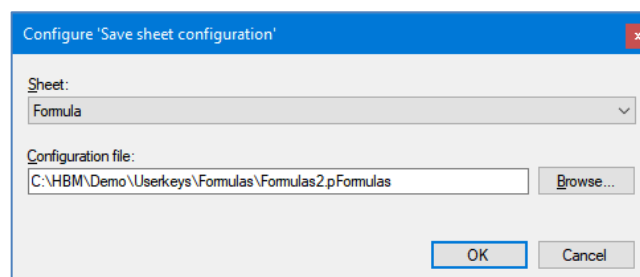 Configure 'Save sheet configuration'
Sheet:
Formula
Configuration file:
C:\HBM\Demo\Userkeys\Formulas\Formulas2.pFormulas
Browse...
OK
Cancel